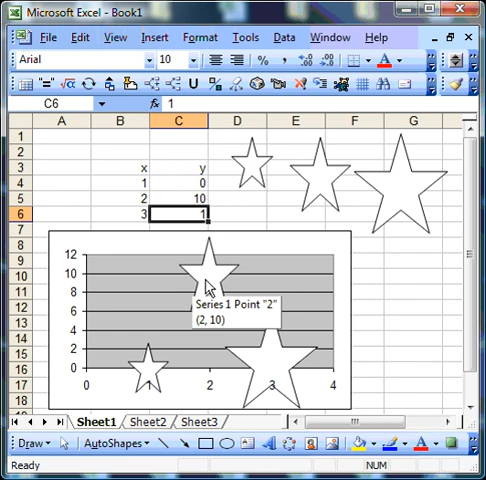 Microsoft Excel - Book1
File Edit View Insert Format Tools Data Window Help
Arial 10 B
C6 fx 1
A B C D E F G
1
2
3 x y
4 1 0
5 2 10
6 3 1
7
8
9
10
11
12
13
14
15
16
17
18
12
10
8
6
4
2
0
0 1 2 3 4
Series 1 Point "2"
(2, 10)
Sheet1 Sheet2 Sheet3
Draw AutoShapes A A
Ready NUM